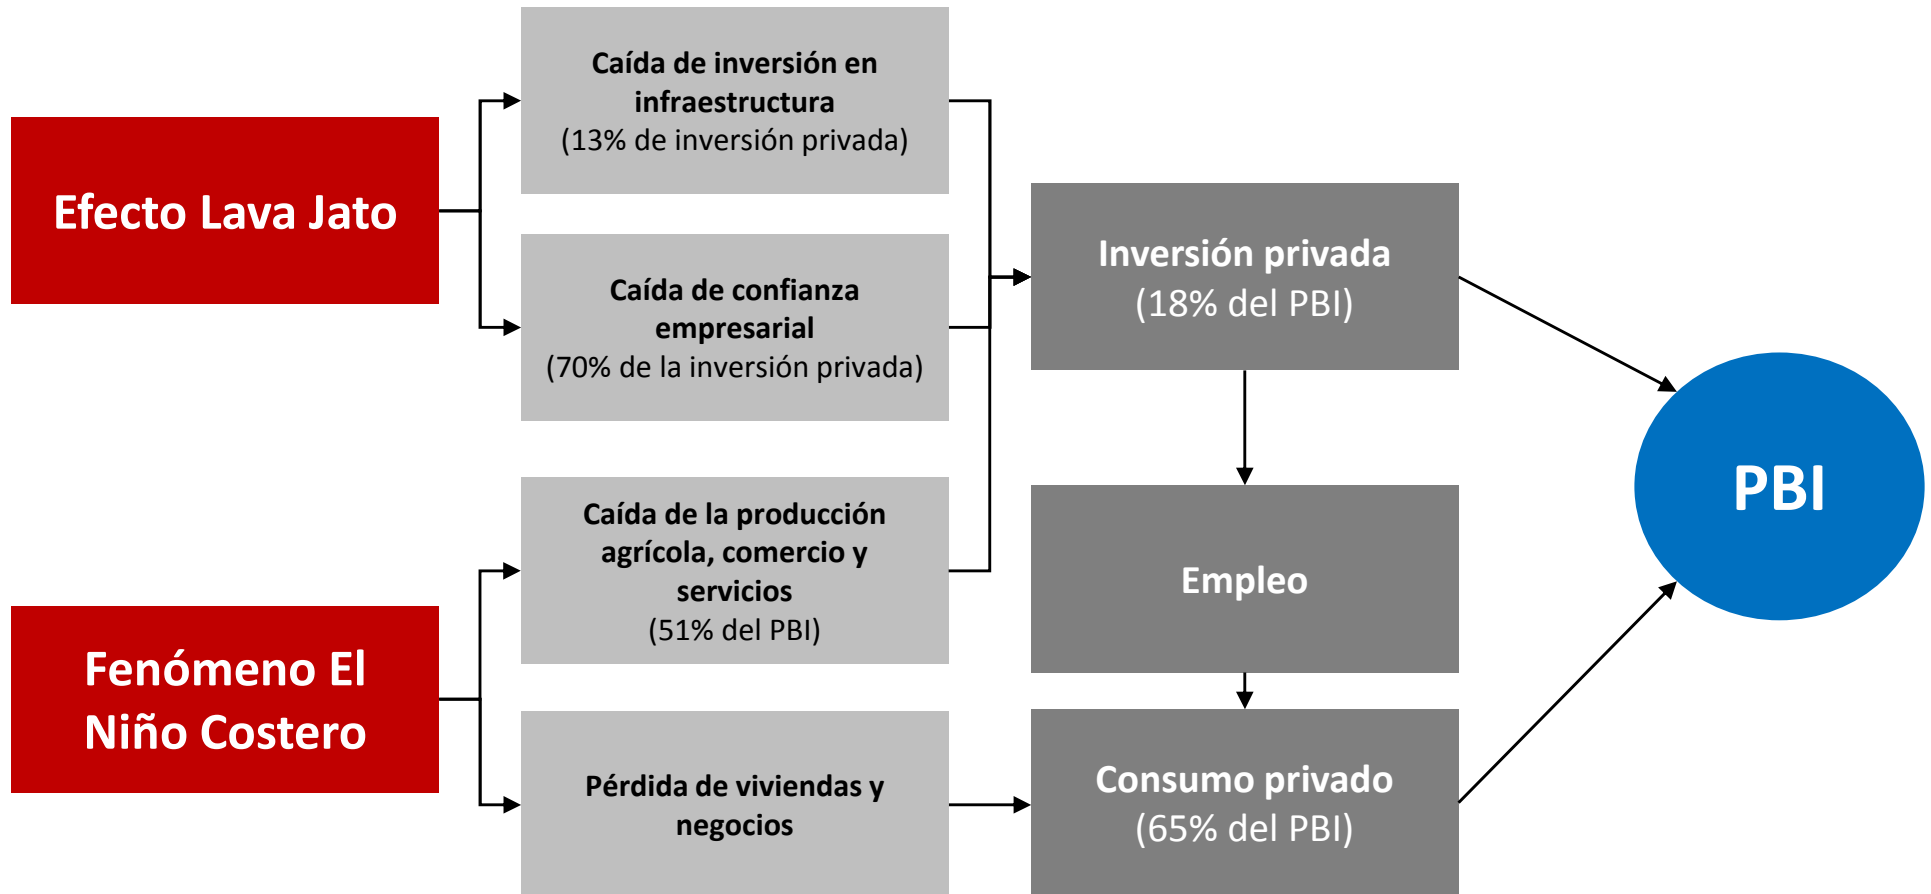 Efecto Lava Jato
Caída de inversión en
infraestructura
(13% de inversión privada)
Caída de confianza
empresarial
(70% de la inversión privada)
Fenómeno El
Niño Costero
Caída de la producción
agrícola, comercio y
servicios
(51% del PBI)
Pérdida de viviendas y
negocios
Inversión privada
(18% del PBI)
Empleo
Consumo privado
(65% del PBI)
PBI